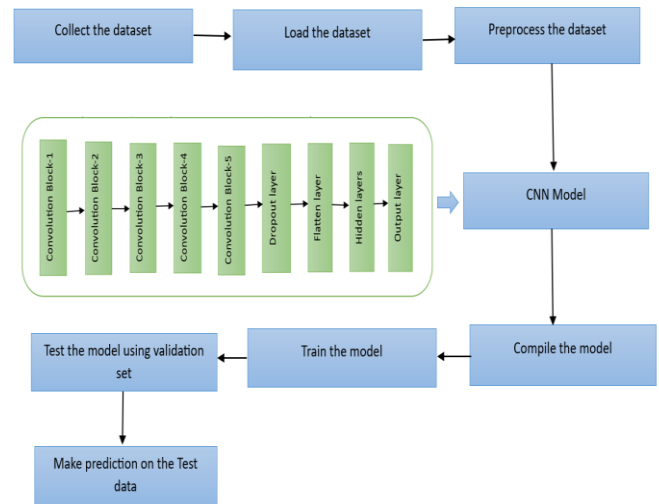 Collect the dataset
Load the dataset
Preprocess the dataset
Convolution Block-1
Convolution Block-2
Convolution Block-3
Convolution Block-4
Convolution Block-5
Dropout layer
Flatten layer
Hidden layers
Output layer
CNN Model
Test the model using validation
set
Train the model
Compile the model
Make prediction on the Test
data